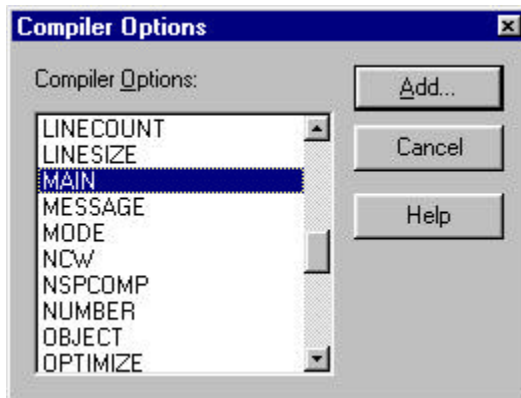 Compiler Options
Compiler Options:
LINECOUNT
LINESIZE
MAIN
MESSAGE
MODE
NCW
NSPCOMP
NUMBER
OBJECT
OPTIMIZE
Add...
Cancel
Help